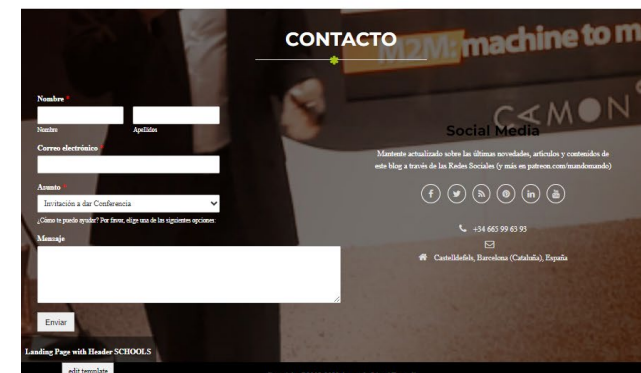 CONTACTO
M2M: machine to m
CAMON
Nombre *
Nombre
Apellidos
Correo electrónico *
Asunto *
Invitación a dar Conferencia
¿Cómo te puedo ayudar? Por favor, elige una de las siguientes opciones:
Mensaje
Enviar
Social Media
Mantente actualizado sobre las últimas novedades, artículos y contenidos de
este blog a través de las Redes Sociales (y más en patreon.com/mandomando)
+34 665 99 63 93
Castelldefels, Barcelona (Cataluña), España
Landing Page with Header SCHOOLS
edit template